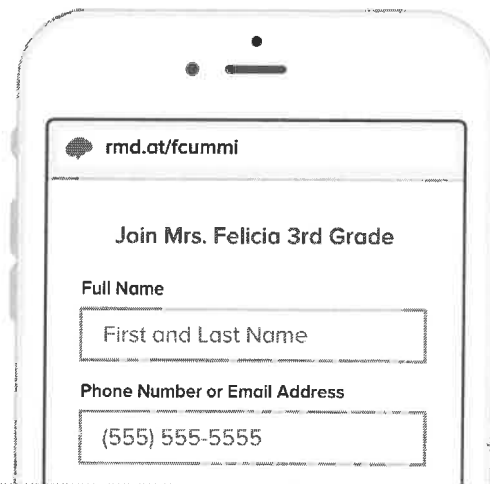 rmd.at/fcummi
Join Mrs. Felicia 3rd Grade
Full Name
First and Last Name
Phone Number or Email Address
(555) 555-5555